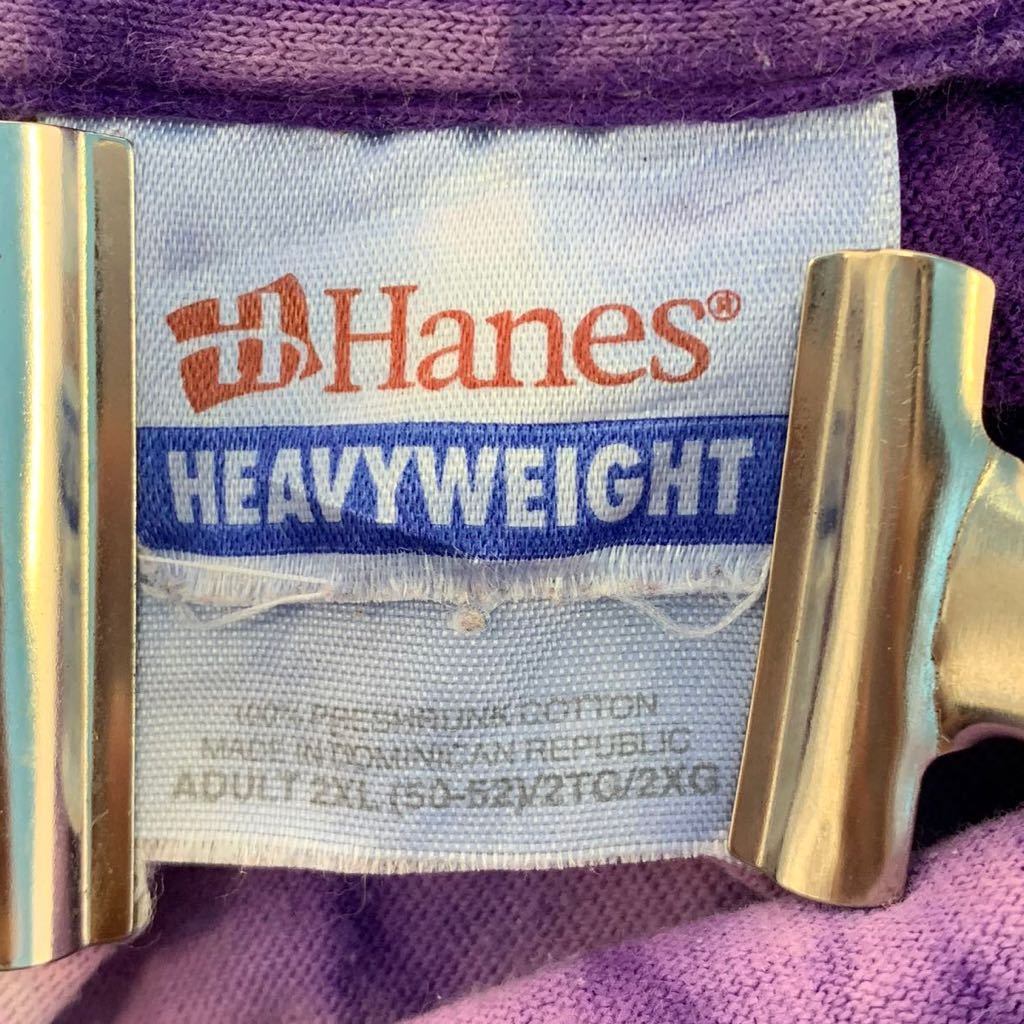 Hanes®
HEAVYWEIGHT
100% PRESHRUNK COTTON
MADE IN DOMINICAN REPUBLIC
ADULT 2XL (50-52)/2TG/2XG